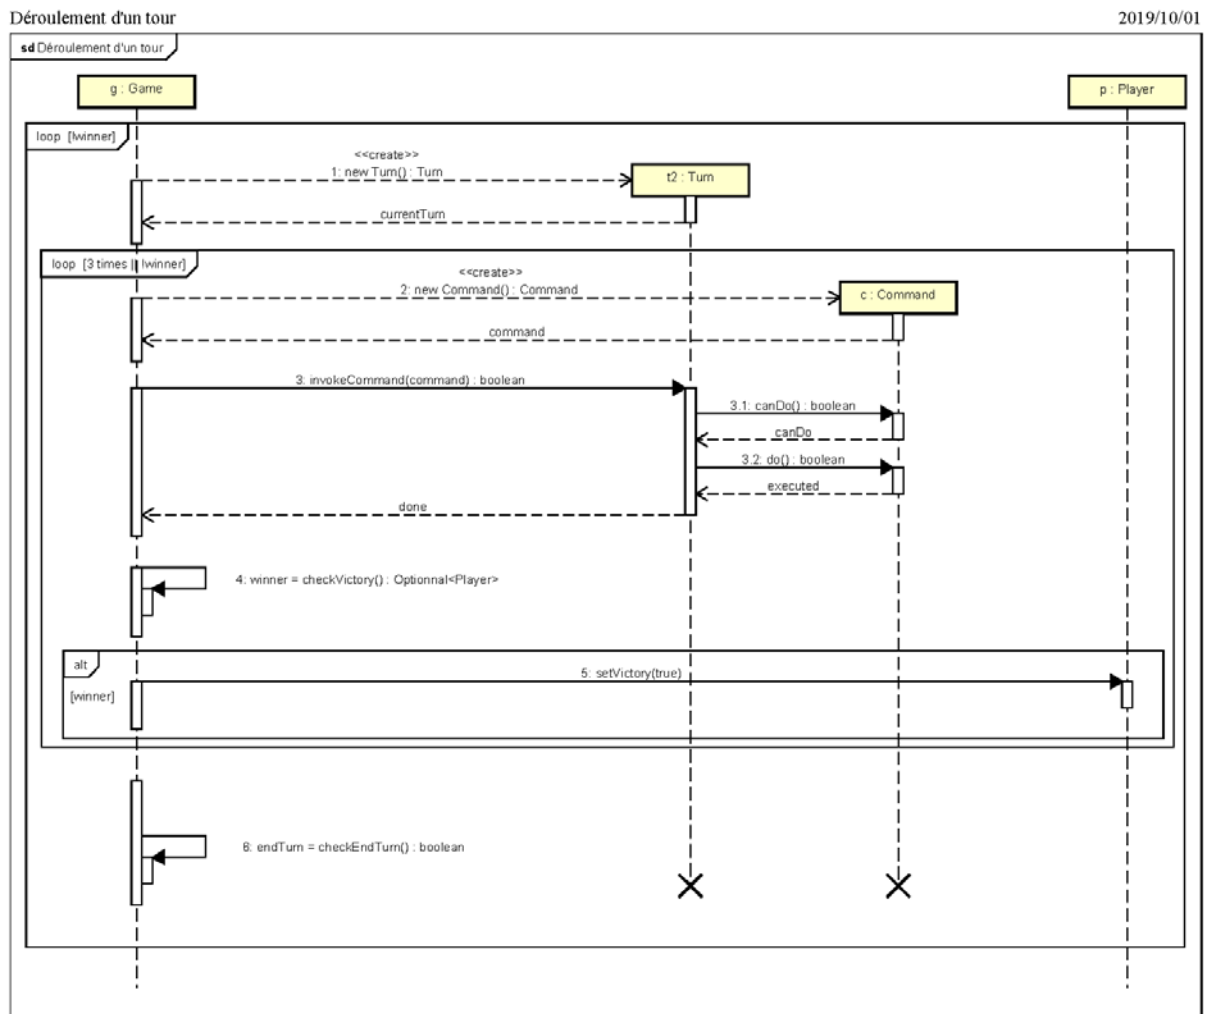 Déroulement d'un tour
2019/10/01
sd Déroulement d'un tour
g : Game
p : Player
loop [!winner]
<<create>>
1: new Turn() : Turn
t2 : Turn
currentTurn
loop [3 times || !winner]
<<create>>
2: new Command() : Command
c : Command
command
3: invokeCommand(command) : boolean
3.1: canDo() : boolean
canDo
3.2: do() : boolean
executed
done
4: winner = checkVictory() : Optionnal<Player>
alt
5: setVictory(true)
[winner]
6: endTurn = checkEndTurn() : boolean